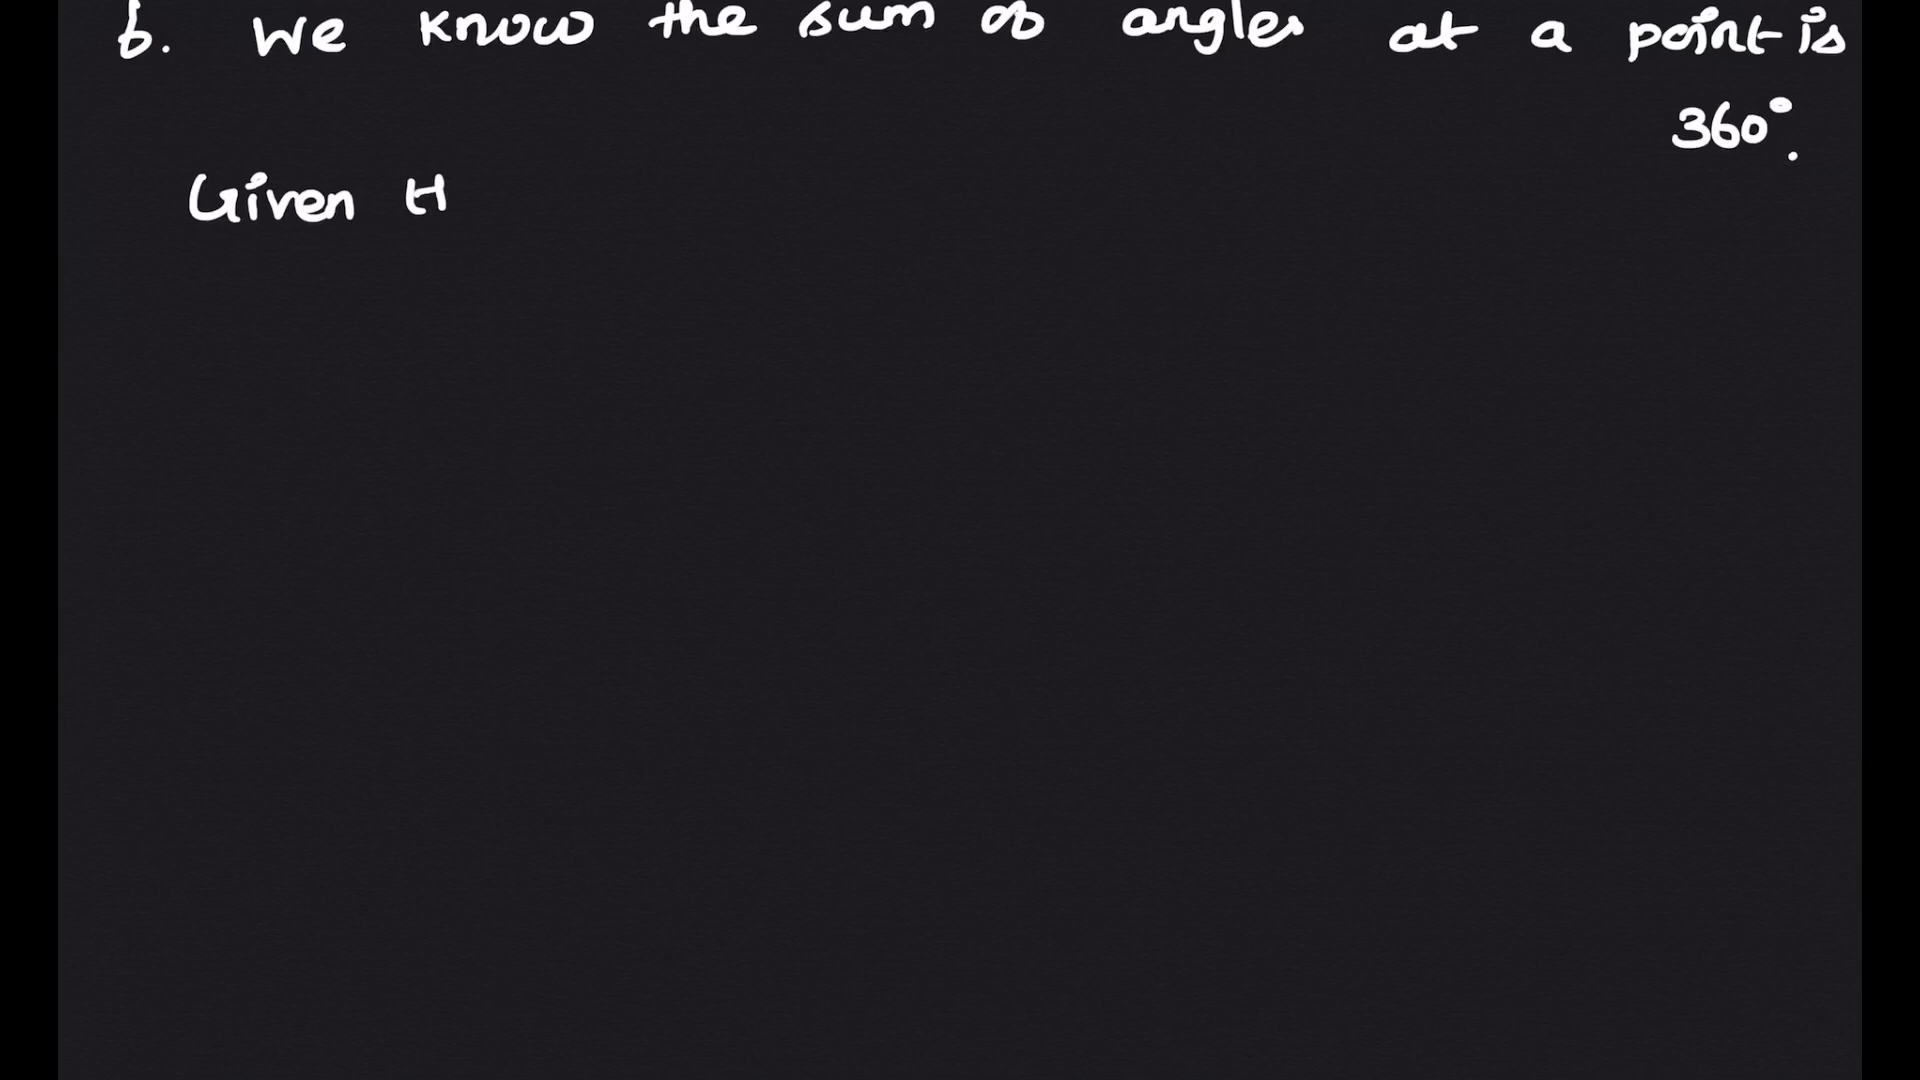 6. We know the sum of angles at a point is
360°.
Given H